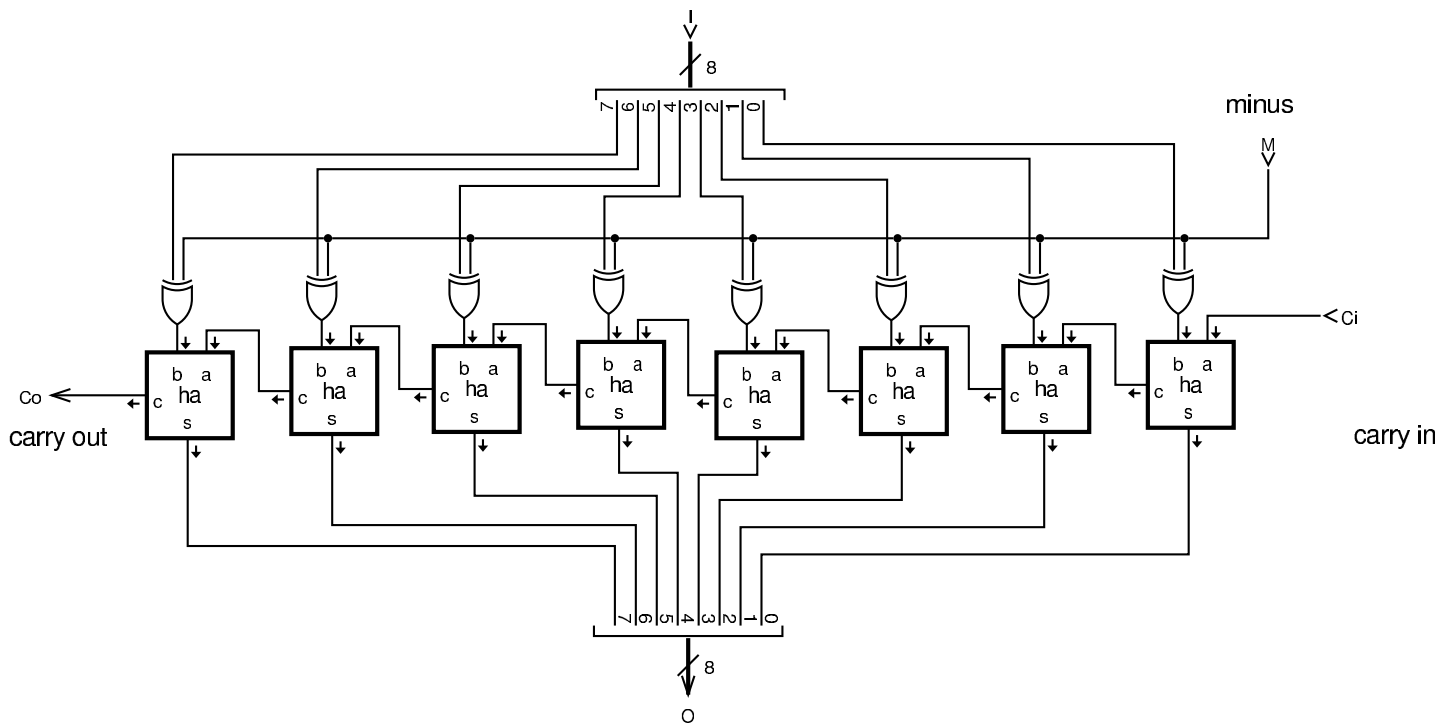 I
8
7 6 5 4 3 2 1 0
minus
M
Ci
b a b a b a b a b a b a b a b a
ha ha ha ha ha ha ha ha
Co
c c c c c c c c
s s s s s s s s
carry out
carry in
7 6 5 4 3 2 1 0
8
O